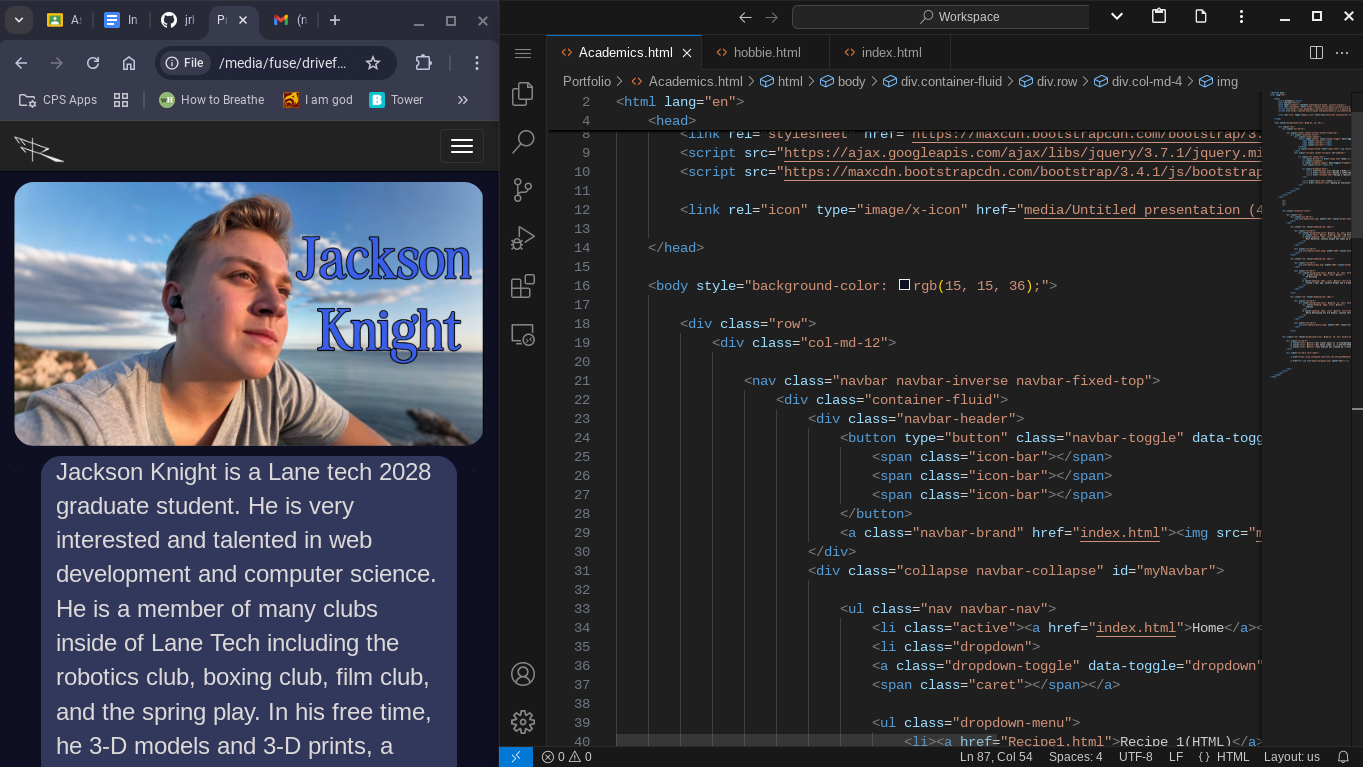 As
In
jrl
Pr
(n
File
/media/fuse/drivef…
CPS Apps
How to Breathe
I am god
Tower
Jackson
Knight
Jackson Knight is a Lane tech 2028
graduate student. He is very
interested and talented in web
development and computer science.
He is a member of many clubs
inside of Lane Tech including the
robotics club, boxing club, film club,
and the spring play. In his free time,
he 3-D models and 3-D prints, a
Workspace
Academics.html
hobbie.html
index.html
Portfolio > Academics.html > html > body > div.container-fluid > div.row > div.col-md-4 > img
2 <html lang="en">
4 <head>
8 <link rel="stylesheet" href="https://maxcdn.bootstrapcdn.com/bootstrap/3.
9 <script src="https://ajax.googleapis.com/ajax/libs/jquery/3.7.1/jquery.mi
10 <script src="https://maxcdn.bootstrapcdn.com/bootstrap/3.4.1/js/bootstrap
11
12 <link rel="icon" type="image/x-icon" href="media/Untitled presentation (4
13
14 </head>
15
16 <body style="background-color: rgb(15, 15, 36);">
17
18 <div class="row">
19 <div class="col-md-12">
20
21 <nav class="navbar navbar-inverse navbar-fixed-top">
22 <div class="container-fluid">
23 <div class="navbar-header">
24 <button type="button" class="navbar-toggle" data-togg
25 <span class="icon-bar"></span>
26 <span class="icon-bar"></span>
27 <span class="icon-bar"></span>
28 </button>
29 <a class="navbar-brand" href="index.html"><img src="m
30 </div>
31 <div class="collapse navbar-collapse" id="myNavbar">
32
33 <ul class="nav navbar-nav">
34 <li class="active"><a href="index.html">Home</a><
35 <li class="dropdown">
36 <a class="dropdown-toggle" data-toggle="dropdown"
37 <span class="caret"></span></a>
38
39 <ul class="dropdown-menu">
40 <li><a href="Recipe1.html">Recipe 1(HTML)</a>
0 0
Ln 87, Col 54
Spaces: 4
UTF-8
LF
{} HTML
Layout: us